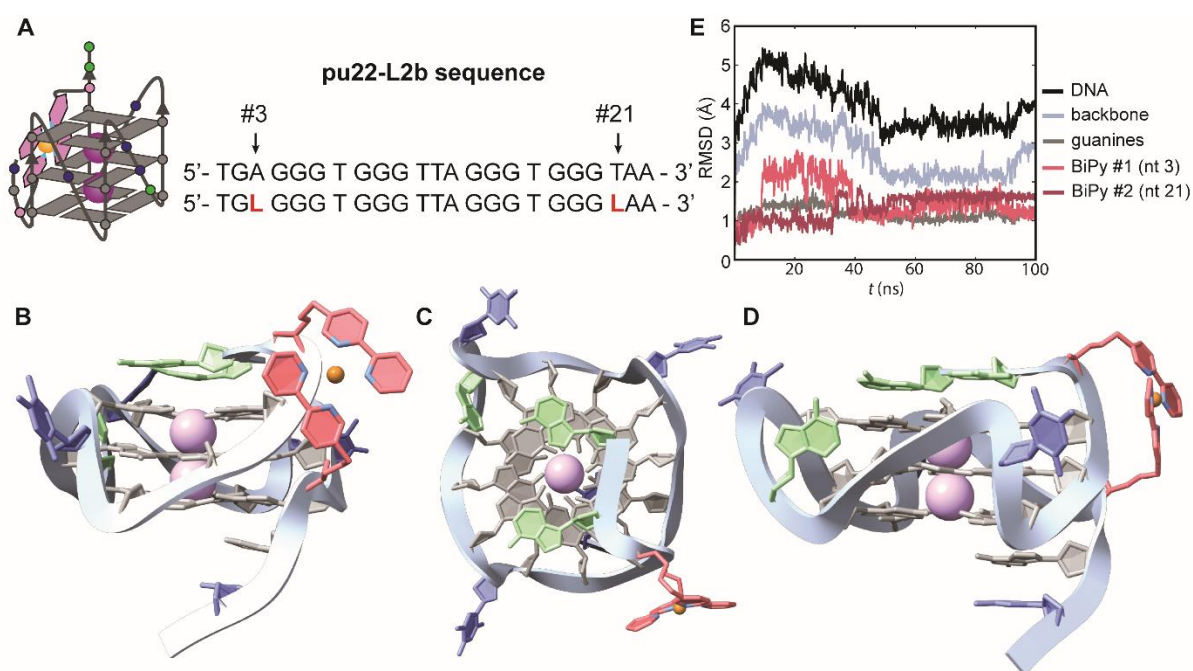 A
pu22-L2b sequence
#3
#21
5'- TGA GGG T GGG TTA GGG T GGG TAA - 3'
5'- TGL GGG T GGG TTA GGG T GGG LAA - 3'
E
RMSD (Å)
6
5
4
3
2
1
0
20
40
60
80
100
t (ns)
DNA
backbone
guanines
BiPy #1 (nt 3)
BiPy #2 (nt 21)
B
C
D